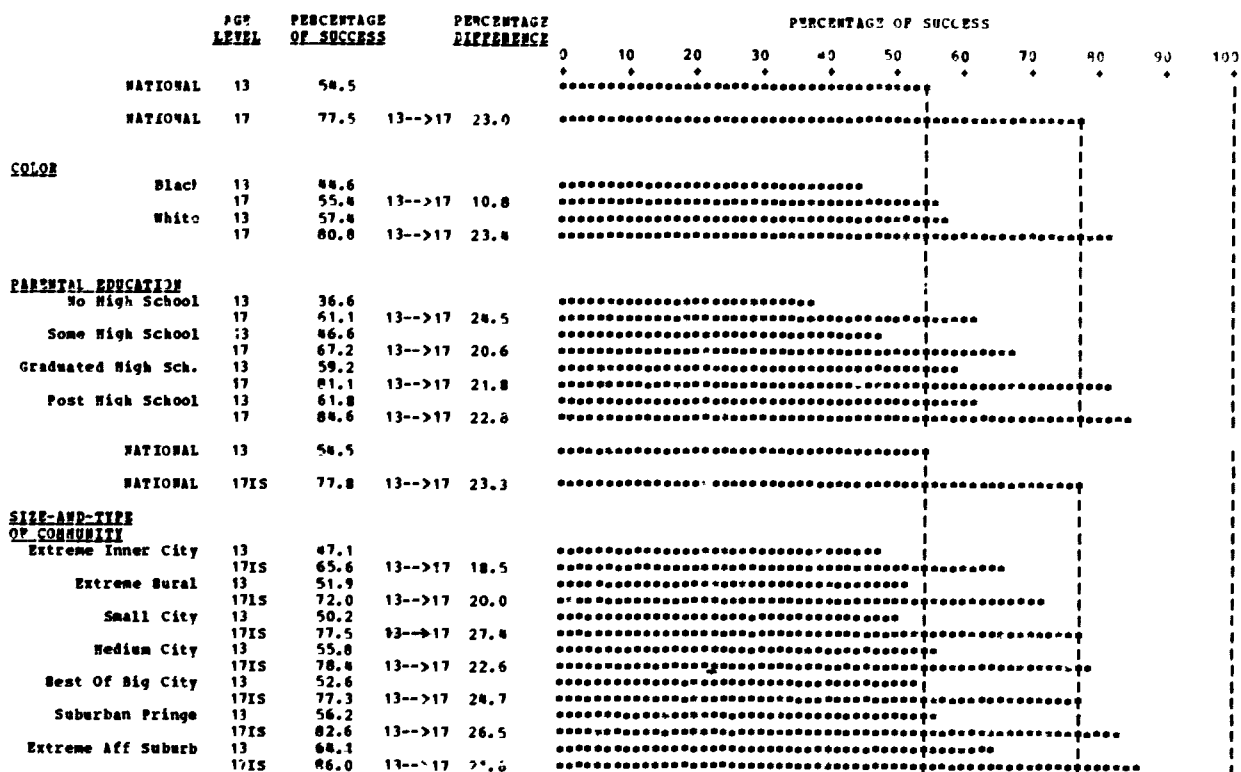 AGE PERCENTAGE PERCENTAGE PERCENTAGE OF SUCCESS
LEVEL OF SUCCESS DIFFERENCE
0 10 20 30 40 50 60 70 80 90 100
NATIONAL 13 54.5
NATIONAL 17 77.5 13-->17 23.0
COLOR
Black 13 44.6
17 55.4 13-->17 10.8
White 13 57.4
17 80.8 13-->17 23.4
PARENTAL EDUCATION
No High School 13 36.6
17 61.1 13-->17 24.5
Some High School 13 46.6
17 67.2 13-->17 20.6
Graduated High Sch. 13 59.2
17 81.1 13-->17 21.8
Post High School 13 61.8
17 84.6 13-->17 22.8
NATIONAL 13 54.5
NATIONAL 17IS 77.8 13-->17 23.3
SIZE-AND-TYPE
OF COMMUNITY
Extreme Inner City 13 47.1
17IS 65.6 13-->17 18.5
Extreme Rural 13 51.9
17IS 72.0 13-->17 20.0
Small City 13 50.2
17IS 77.5 13-->17 27.4
Medium City 13 55.8
17IS 78.4 13-->17 22.6
Rest Of Big City 13 52.6
17IS 77.3 13-->17 24.7
Suburban Fringe 13 56.2
17IS 82.6 13-->17 26.5
Extreme Aff Suburb 13 64.1
17IS 86.0 13-->17